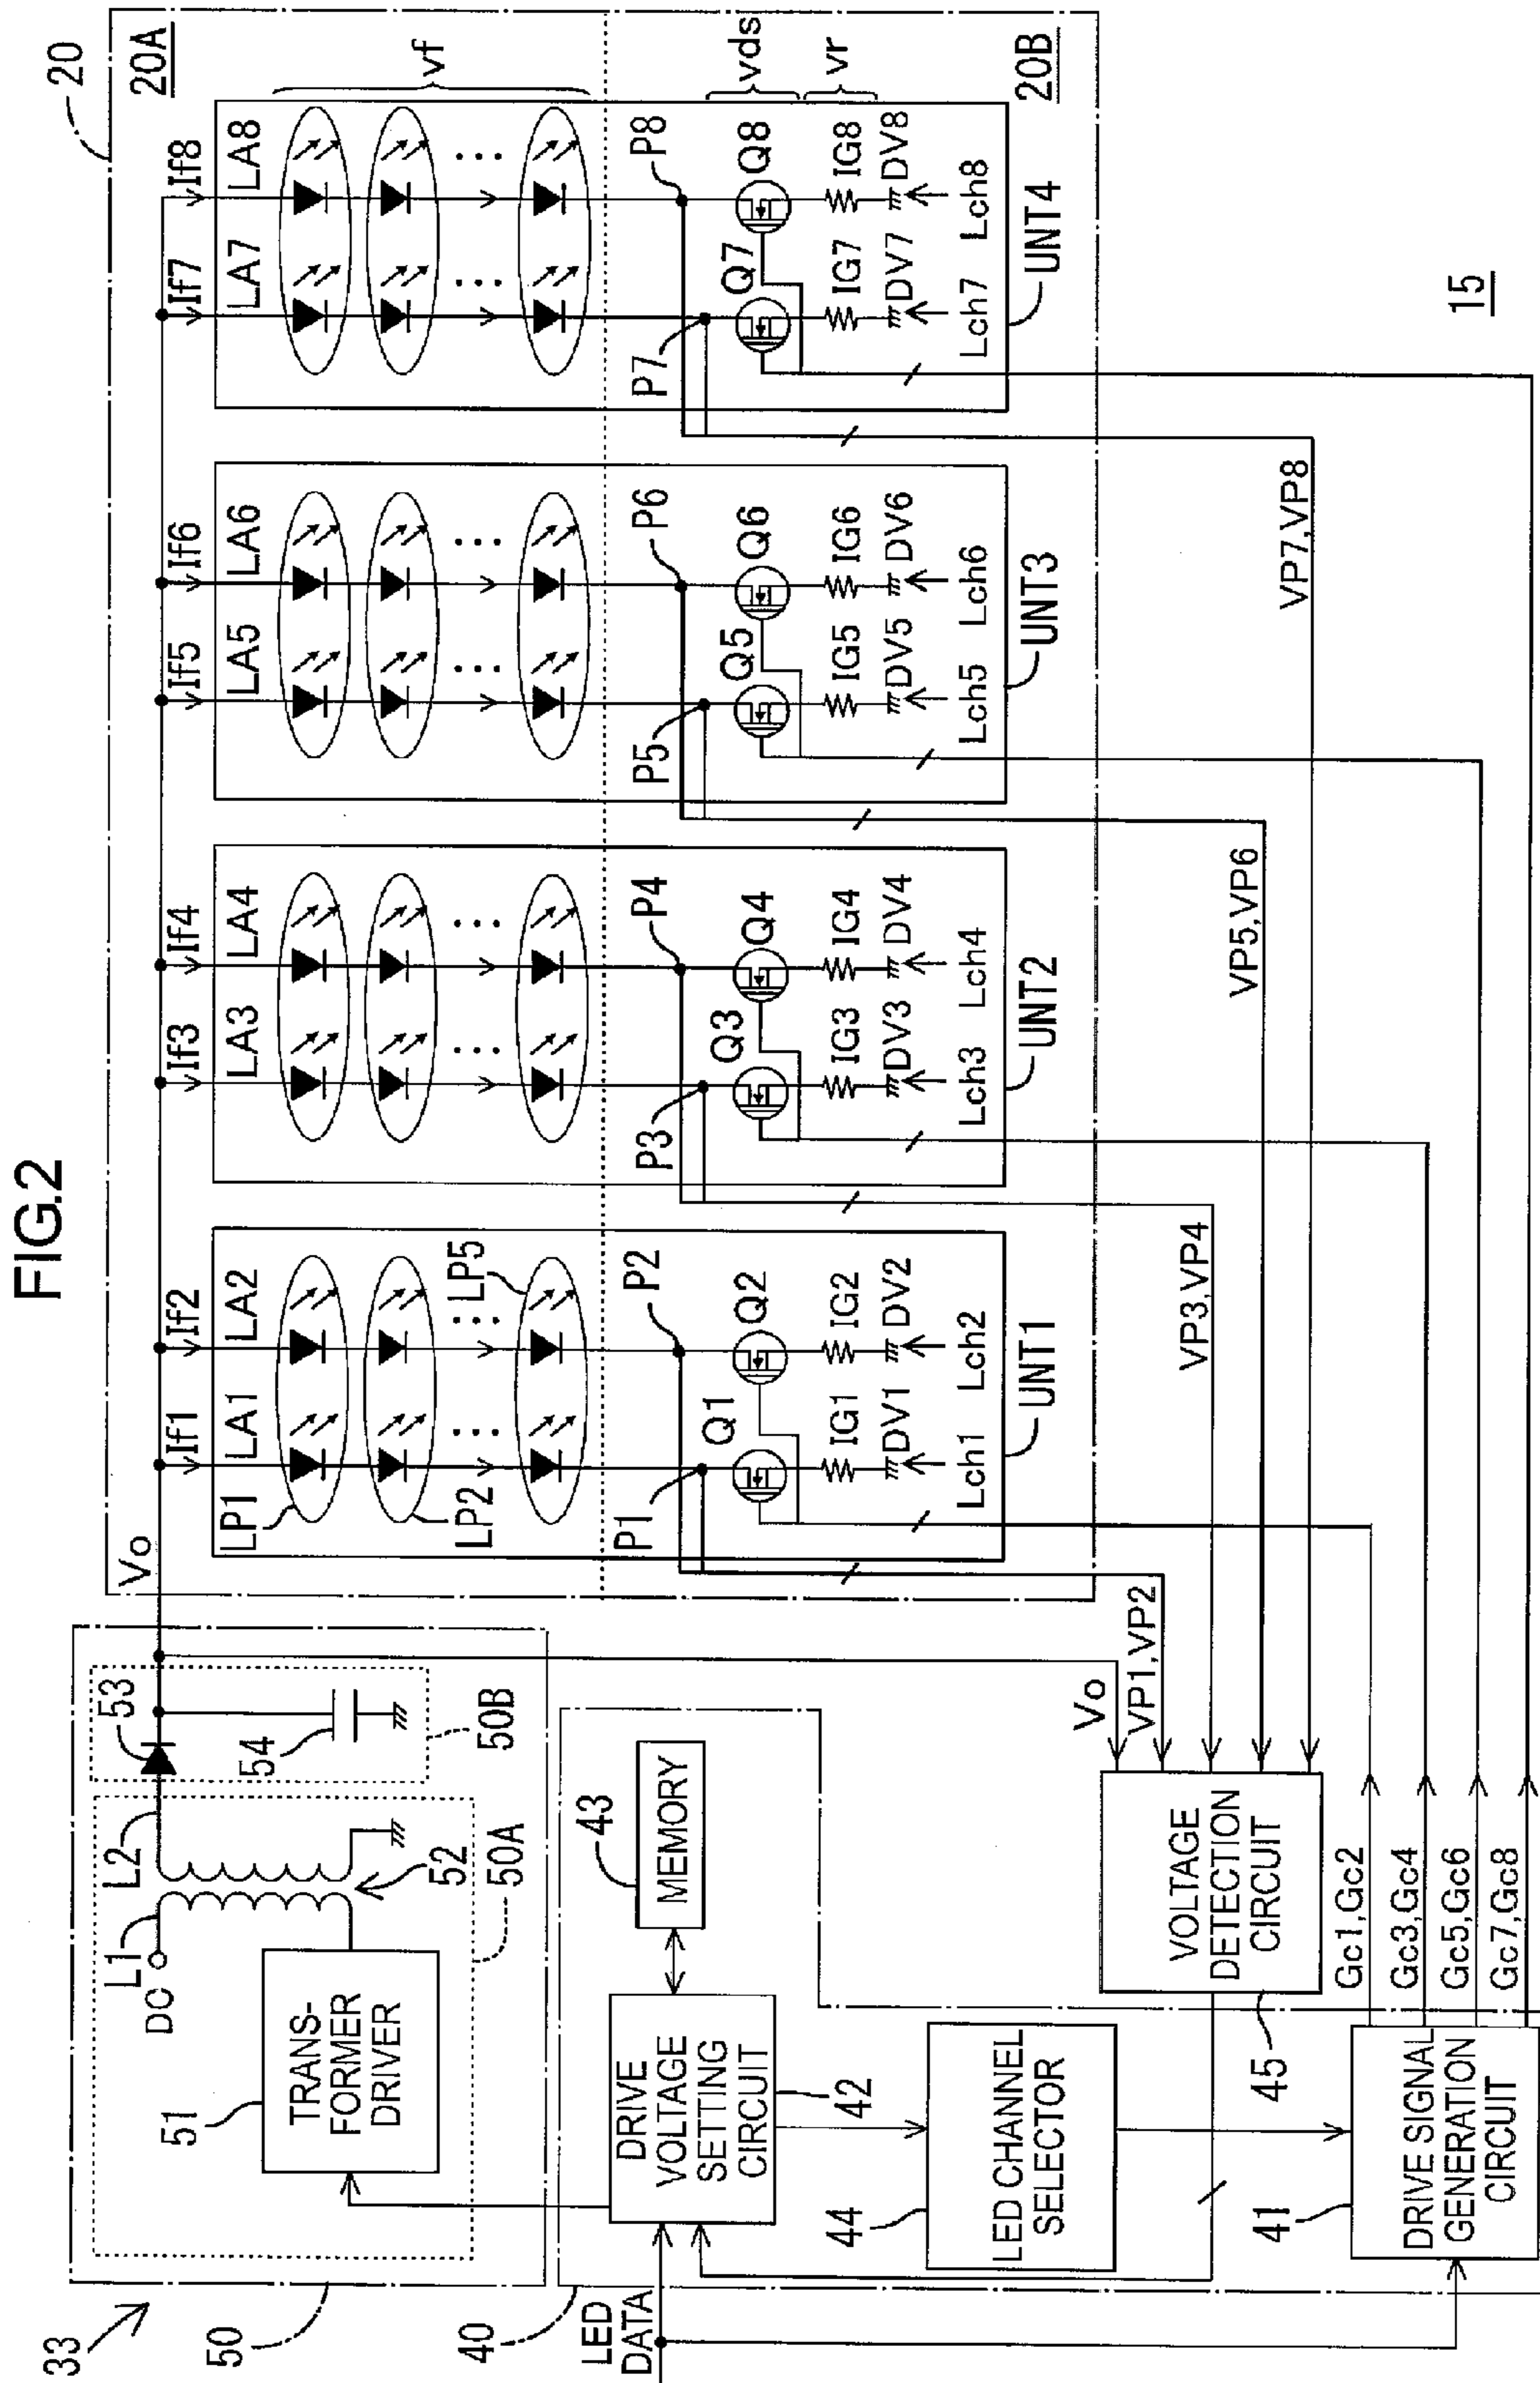 FIG.2
33
50
51
TRANS-
FORMER
DRIVER
DC
L1
L2
52
50A
53
54
50B
Vo
20
20A
If1
If2
If3
If4
If5
If6
If7
If8
LA1
LA2
LA3
LA4
LA5
LA6
LA7
LA8
LP1
LP2
LP5
...
...
...
...
...
...
...
...
vf
P1
P2
P3
P4
P5
P6
P7
P8
Q1
Q2
Q3
Q4
Q5
Q6
Q7
Q8
vds
IG1
IG2
IG3
IG4
IG5
IG6
IG7
IG8
vr
DV1
DV2
DV3
DV4
DV5
DV6
DV7
DV8
Lch1
Lch2
Lch3
Lch4
Lch5
Lch6
Lch7
Lch8
20B
UNT1
UNT2
UNT3
UNT4
40
LED
DATA
DRIVE
VOLTAGE
SETTING
CIRCUIT
42
43
MEMORY
44
LED CHANNEL
SELECTOR
Vo
VP1,VP2
VP3,VP4
VP5,VP6
VP7,VP8
VOLTAGE
DETECTION
CIRCUIT
45
41
DRIVE SIGNAL
GENERATION
CIRCUIT
Gc1,Gc2
Gc3,Gc4
Gc5,Gc6
Gc7,Gc8
15